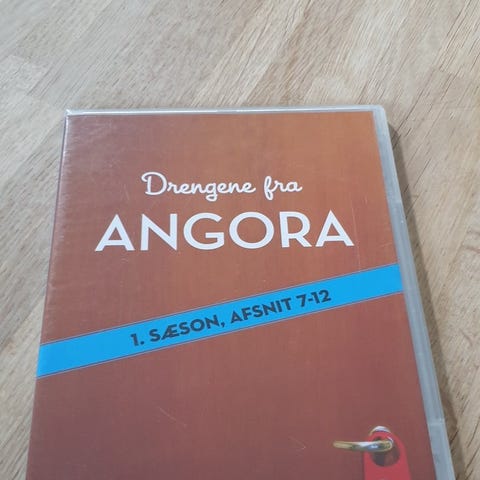 Drengene fra
ANGORA
1. SÆSON, AFSNIT 7-12